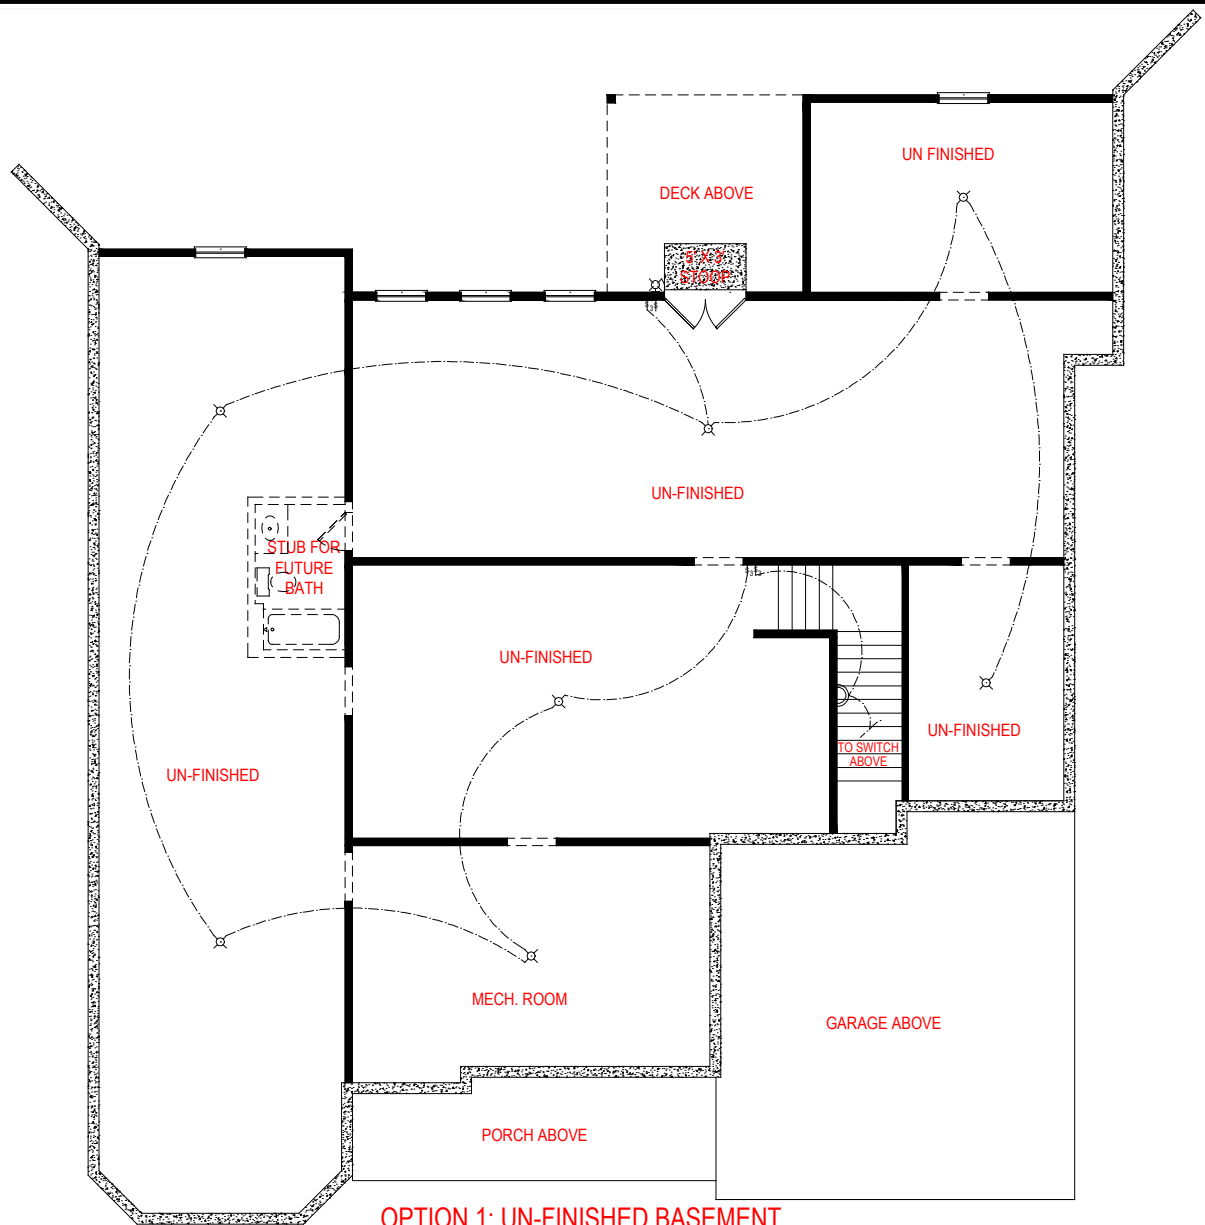 UN FINISHED
DECK ABOVE
5' X 3'
STOOP
UN-FINISHED
STUB FOR
FUTURE
BATH
UN-FINISHED
UN-FINISHED
TO SWITCH
ABOVE
UN-FINISHED
MECH. ROOM
GARAGE ABOVE
PORCH ABOVE
OPTION 1: UN-FINISHED BASEMENT